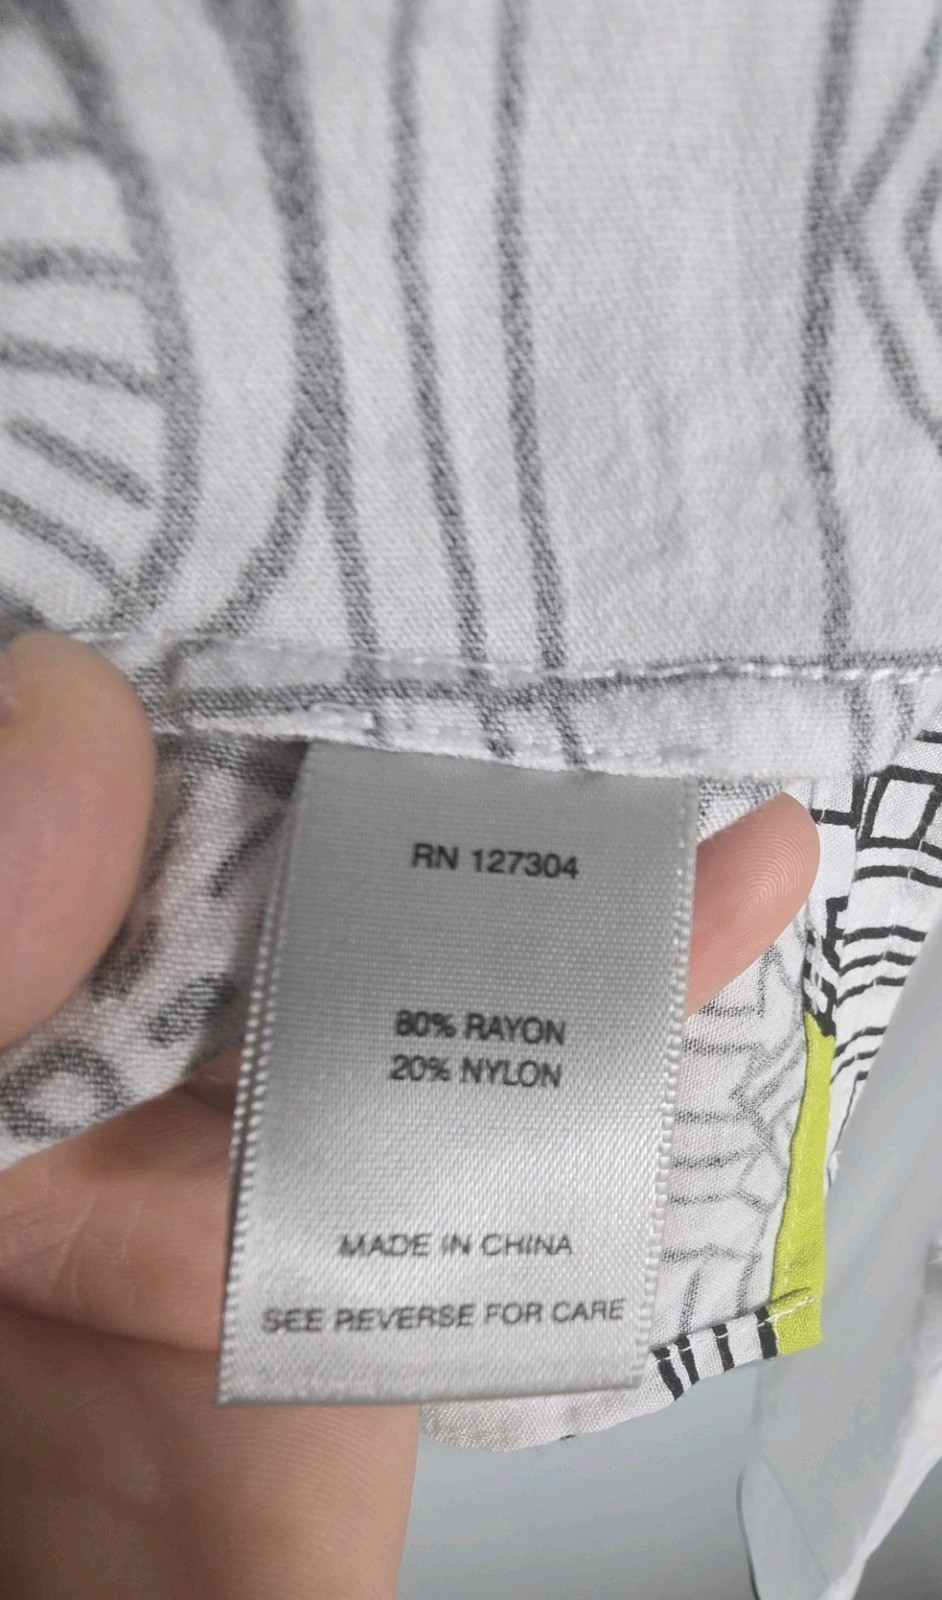 RN 127304
80% RAYON
20% NYLON
MADE IN CHINA
SEE REVERSE FOR CARE